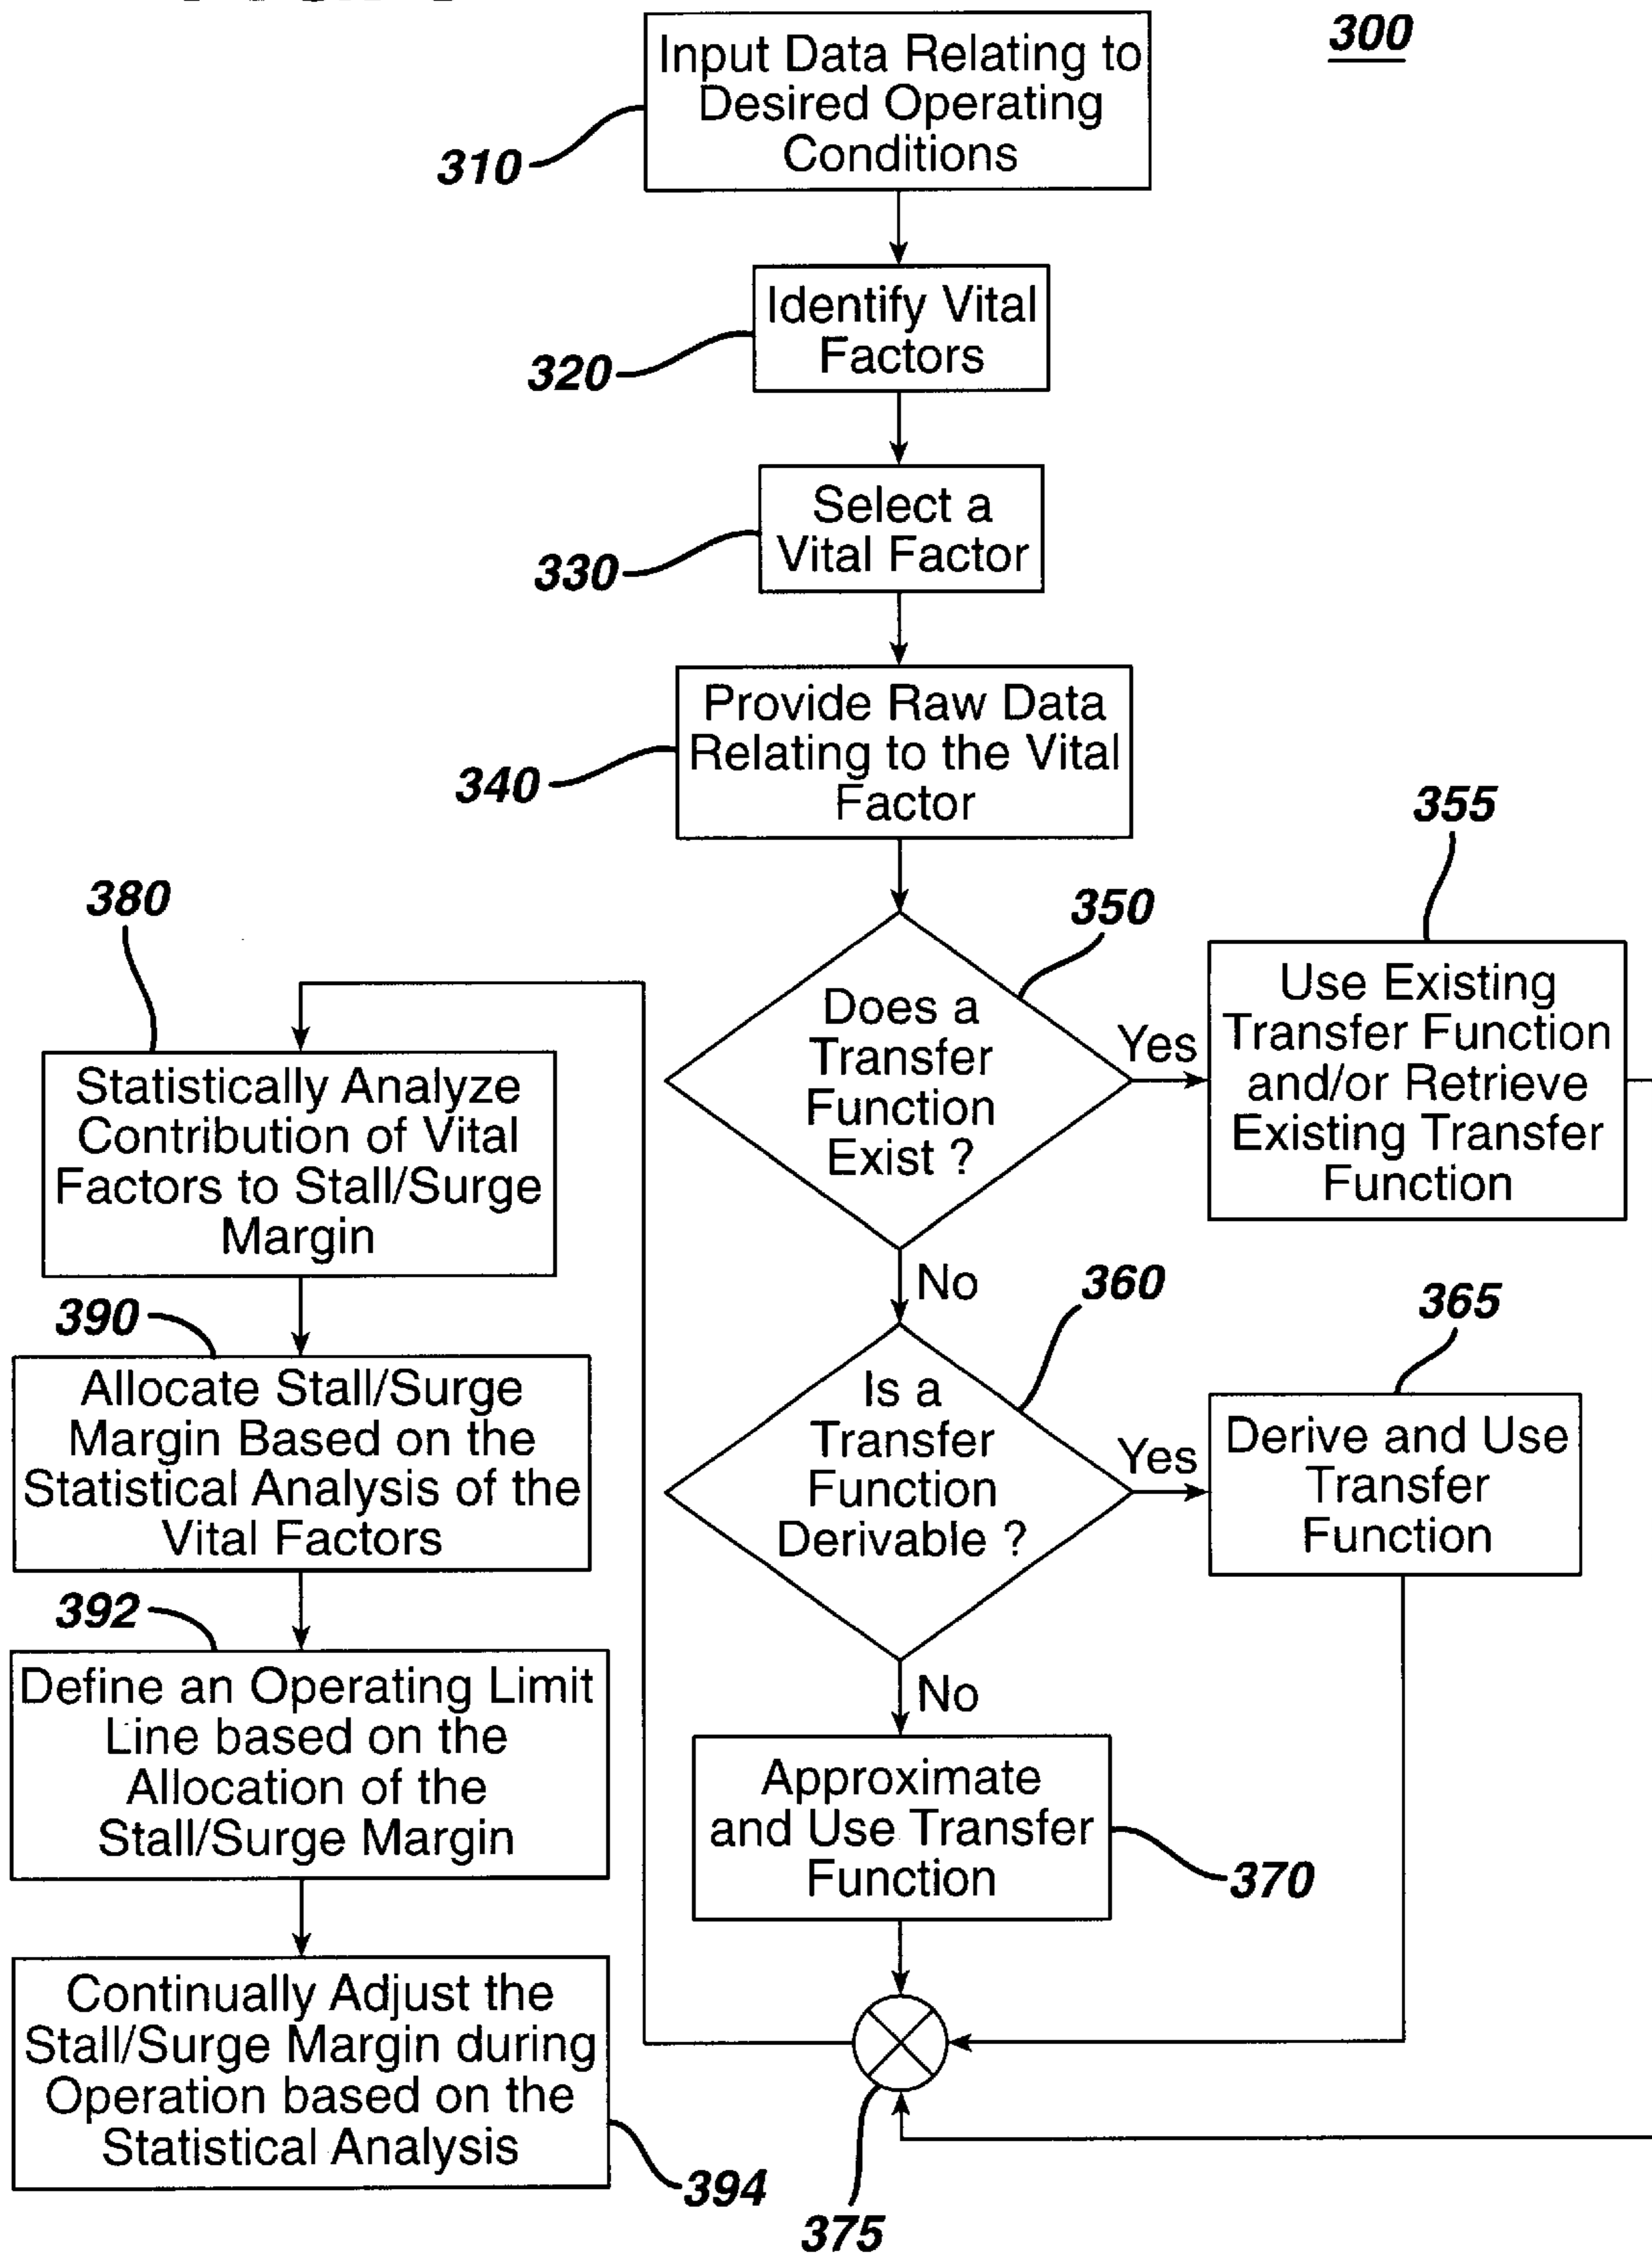 300
Input Data Relating to
Desired Operating
Conditions
310
Identify Vital
Factors
320
Select a
Vital Factor
330
Provide Raw Data
Relating to the Vital
Factor
340
Does a
Transfer
Function
Exist ?
350
Yes
Use Existing
Transfer Function
and/or Retrieve
Existing Transfer
Function
355
No
Is a
Transfer
Function
Derivable ?
360
Yes
Derive and Use
Transfer
Function
365
No
Approximate
and Use Transfer
Function
370
375
380
Statistically Analyze
Contribution of Vital
Factors to Stall/Surge
Margin
390
Allocate Stall/Surge
Margin Based on the
Statistical Analysis of the
Vital Factors
392
Define an Operating Limit
Line based on the
Allocation of the
Stall/Surge Margin
Continually Adjust the
Stall/Surge Margin during
Operation based on the
Statistical Analysis
394